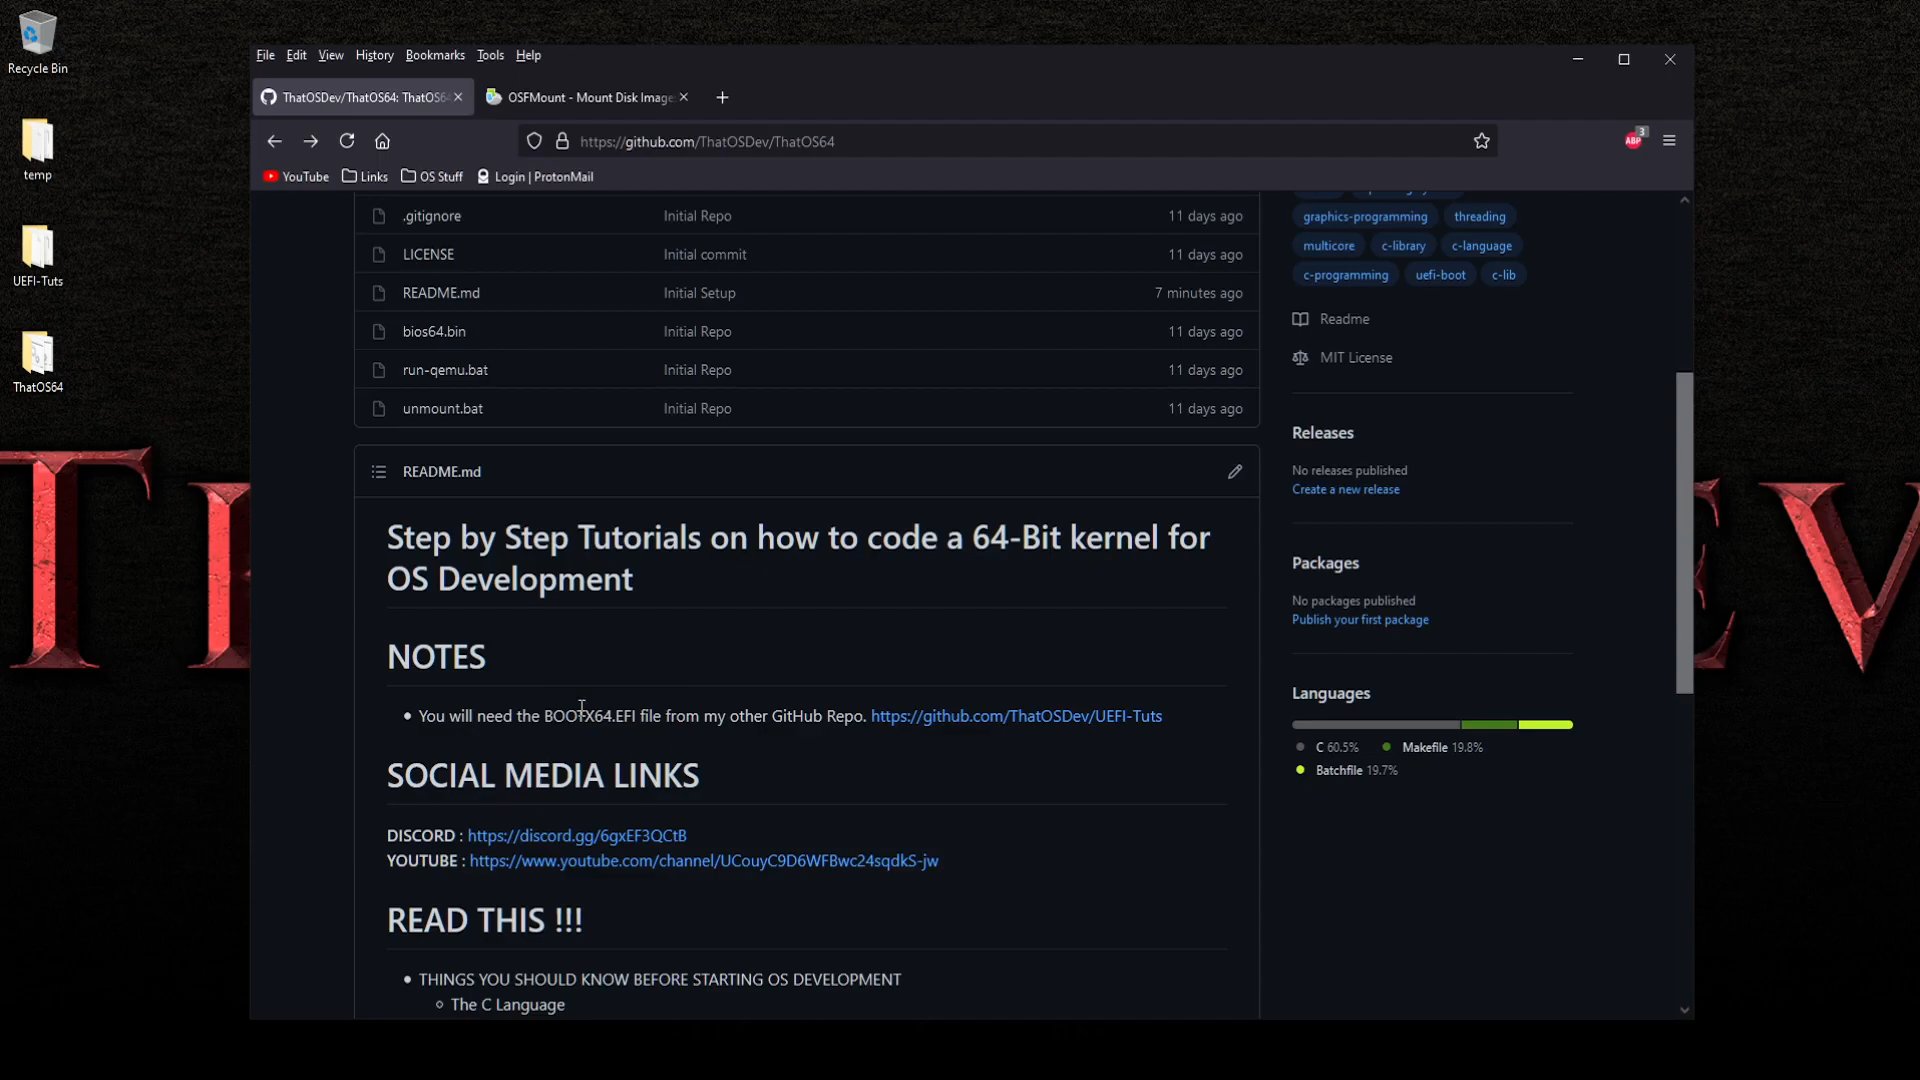 Recycle Bin
temp
UEFI-Tuts
ThatOS64
File Edit View History Bookmarks Tools Help
ThatOSDev/ThatOS64: ThatOS64
OSFMount - Mount Disk Image
https://github.com/ThatOSDev/ThatOS64
ABP 3
YouTube Links OS Stuff Login | ProtonMail
.gitignore Initial Repo 11 days ago
LICENSE Initial commit 11 days ago
README.md Initial Setup 7 minutes ago
bios64.bin Initial Repo 11 days ago
run-qemu.bat Initial Repo 11 days ago
unmount.bat Initial Repo 11 days ago
README.md
Step by Step Tutorials on how to code a 64-Bit kernel for
OS Development
NOTES
• You will need the BOOTX64.EFI file from my other GitHub Repo. https://github.com/ThatOSDev/UEFI-Tuts
SOCIAL MEDIA LINKS
DISCORD : https://discord.gg/6gxEF3QCtB
YOUTUBE : https://www.youtube.com/channel/UCouyC9D6WFBwc24sqdkS-jw
READ THIS !!!
• THINGS YOU SHOULD KNOW BEFORE STARTING OS DEVELOPMENT
○ The C Language
graphics-programming threading
multicore c-library c-language
c-programming uefi-boot c-lib
Readme
MIT License
Releases
No releases published
Create a new release
Packages
No packages published
Publish your first package
Languages
C 60.5% Makefile 19.8%
Batchfile 19.7%